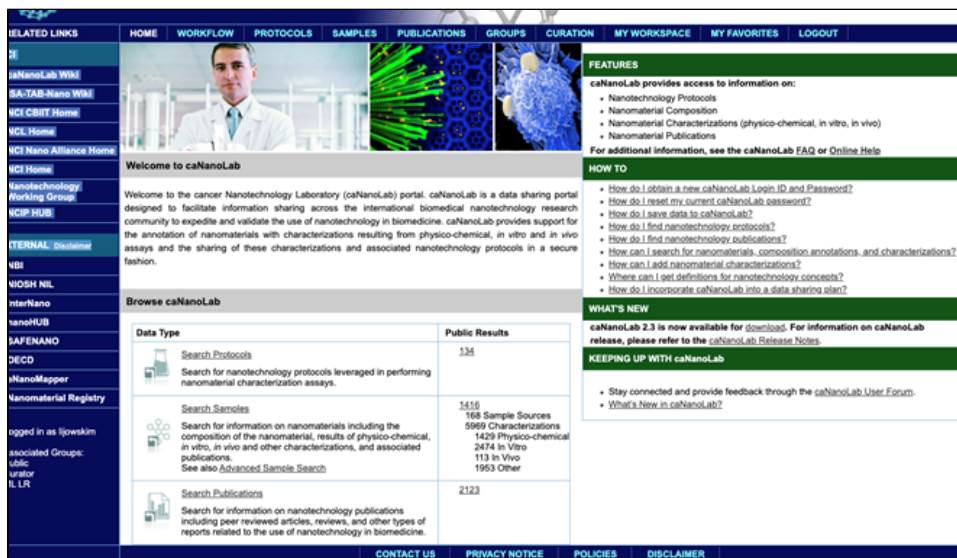 RELATED LINKS
HOME WORKFLOW PROTOCOLS SAMPLES PUBLICATIONS GROUPS CURATION MY WORKSPACE MY FAVORITES LOGOUT
CI
caNanoLab Wiki
ISA-TAB-Nano Wiki
NCI CBIIT Home
NCL Home
NCI Nano Alliance Home
NCI Home
Nanotechnology
Working Group
NCIP HUB
EXTERNAL Disclaimer
NBI
NIOSH NIL
InterNano
nanoHUB
SAFENANO
OECD
eNanoMapper
Nanomaterial Registry
ogged in as lijowskim
ssociated Groups:
ublic
urator
IL LR
Welcome to caNanoLab
Welcome to the cancer Nanotechnology Laboratory (caNanoLab) portal. caNanoLab is a data sharing portal
designed to facilitate information sharing across the international biomedical nanotechnology research
community to expedite and validate the use of nanotechnology in biomedicine. caNanoLab provides support for
the annotation of nanomaterials with characterizations resulting from physico-chemical, in vitro and in vivo
assays and the sharing of these characterizations and associated nanotechnology protocols in a secure
fashion.
Browse caNanoLab
Data Type Public Results
Search Protocols 134
Search for nanotechnology protocols leveraged in performing
nanomaterial characterization assays.
Search Samples 1416
Search for information on nanomaterials including the
composition of the nanomaterial, results of physico-chemical,
in vitro, in vivo and other characterizations, and associated
publications.
See also Advanced Sample Search
168 Sample Sources
5969 Characterizations
1429 Physico-chemical
2474 In Vitro
113 In Vivo
1953 Other
Search Publications 2123
Search for information on nanotechnology publications
including peer reviewed articles, reviews, and other types of
reports related to the use of nanotechnology in biomedicine.
FEATURES
caNanoLab provides access to information on:
• Nanotechnology Protocols
• Nanomaterial Composition
• Nanomaterial Characterizations (physico-chemical, in vitro, in vivo)
• Nanomaterial Publications
For additional information, see the caNanoLab FAQ or Online Help
HOW TO
• How do I obtain a new caNanoLab Login ID and Password?
• How do I reset my current caNanoLab password?
• How do I save data to caNanoLab?
• How do I find nanotechnology protocols?
• How do I find nanotechnology publications?
• How can I search for nanomaterials, composition annotations, and characterizations?
• How can I add nanomaterial characterizations?
• Where can I get definitions for nanotechnology concepts?
• How do I incorporate caNanoLab into a data sharing plan?
WHAT'S NEW
caNanoLab 2.3 is now available for download. For information on caNanoLab
release, please refer to the caNanoLab Release Notes.
KEEPING UP WITH caNanoLab
• Stay connected and provide feedback through the caNanoLab User Forum.
• What's New in caNanoLab?
CONTACT US PRIVACY NOTICE POLICIES DISCLAIMER